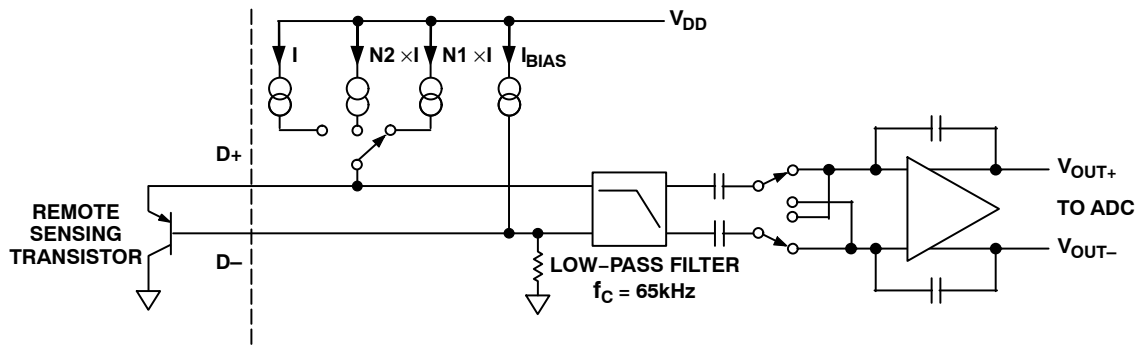 V_DD
I
N2 ×I
N1 ×I
I_BIAS
D+
REMOTE
SENSING
TRANSISTOR
D−
LOW−PASS FILTER
f_C = 65kHz
V_OUT+
TO ADC
V_OUT−